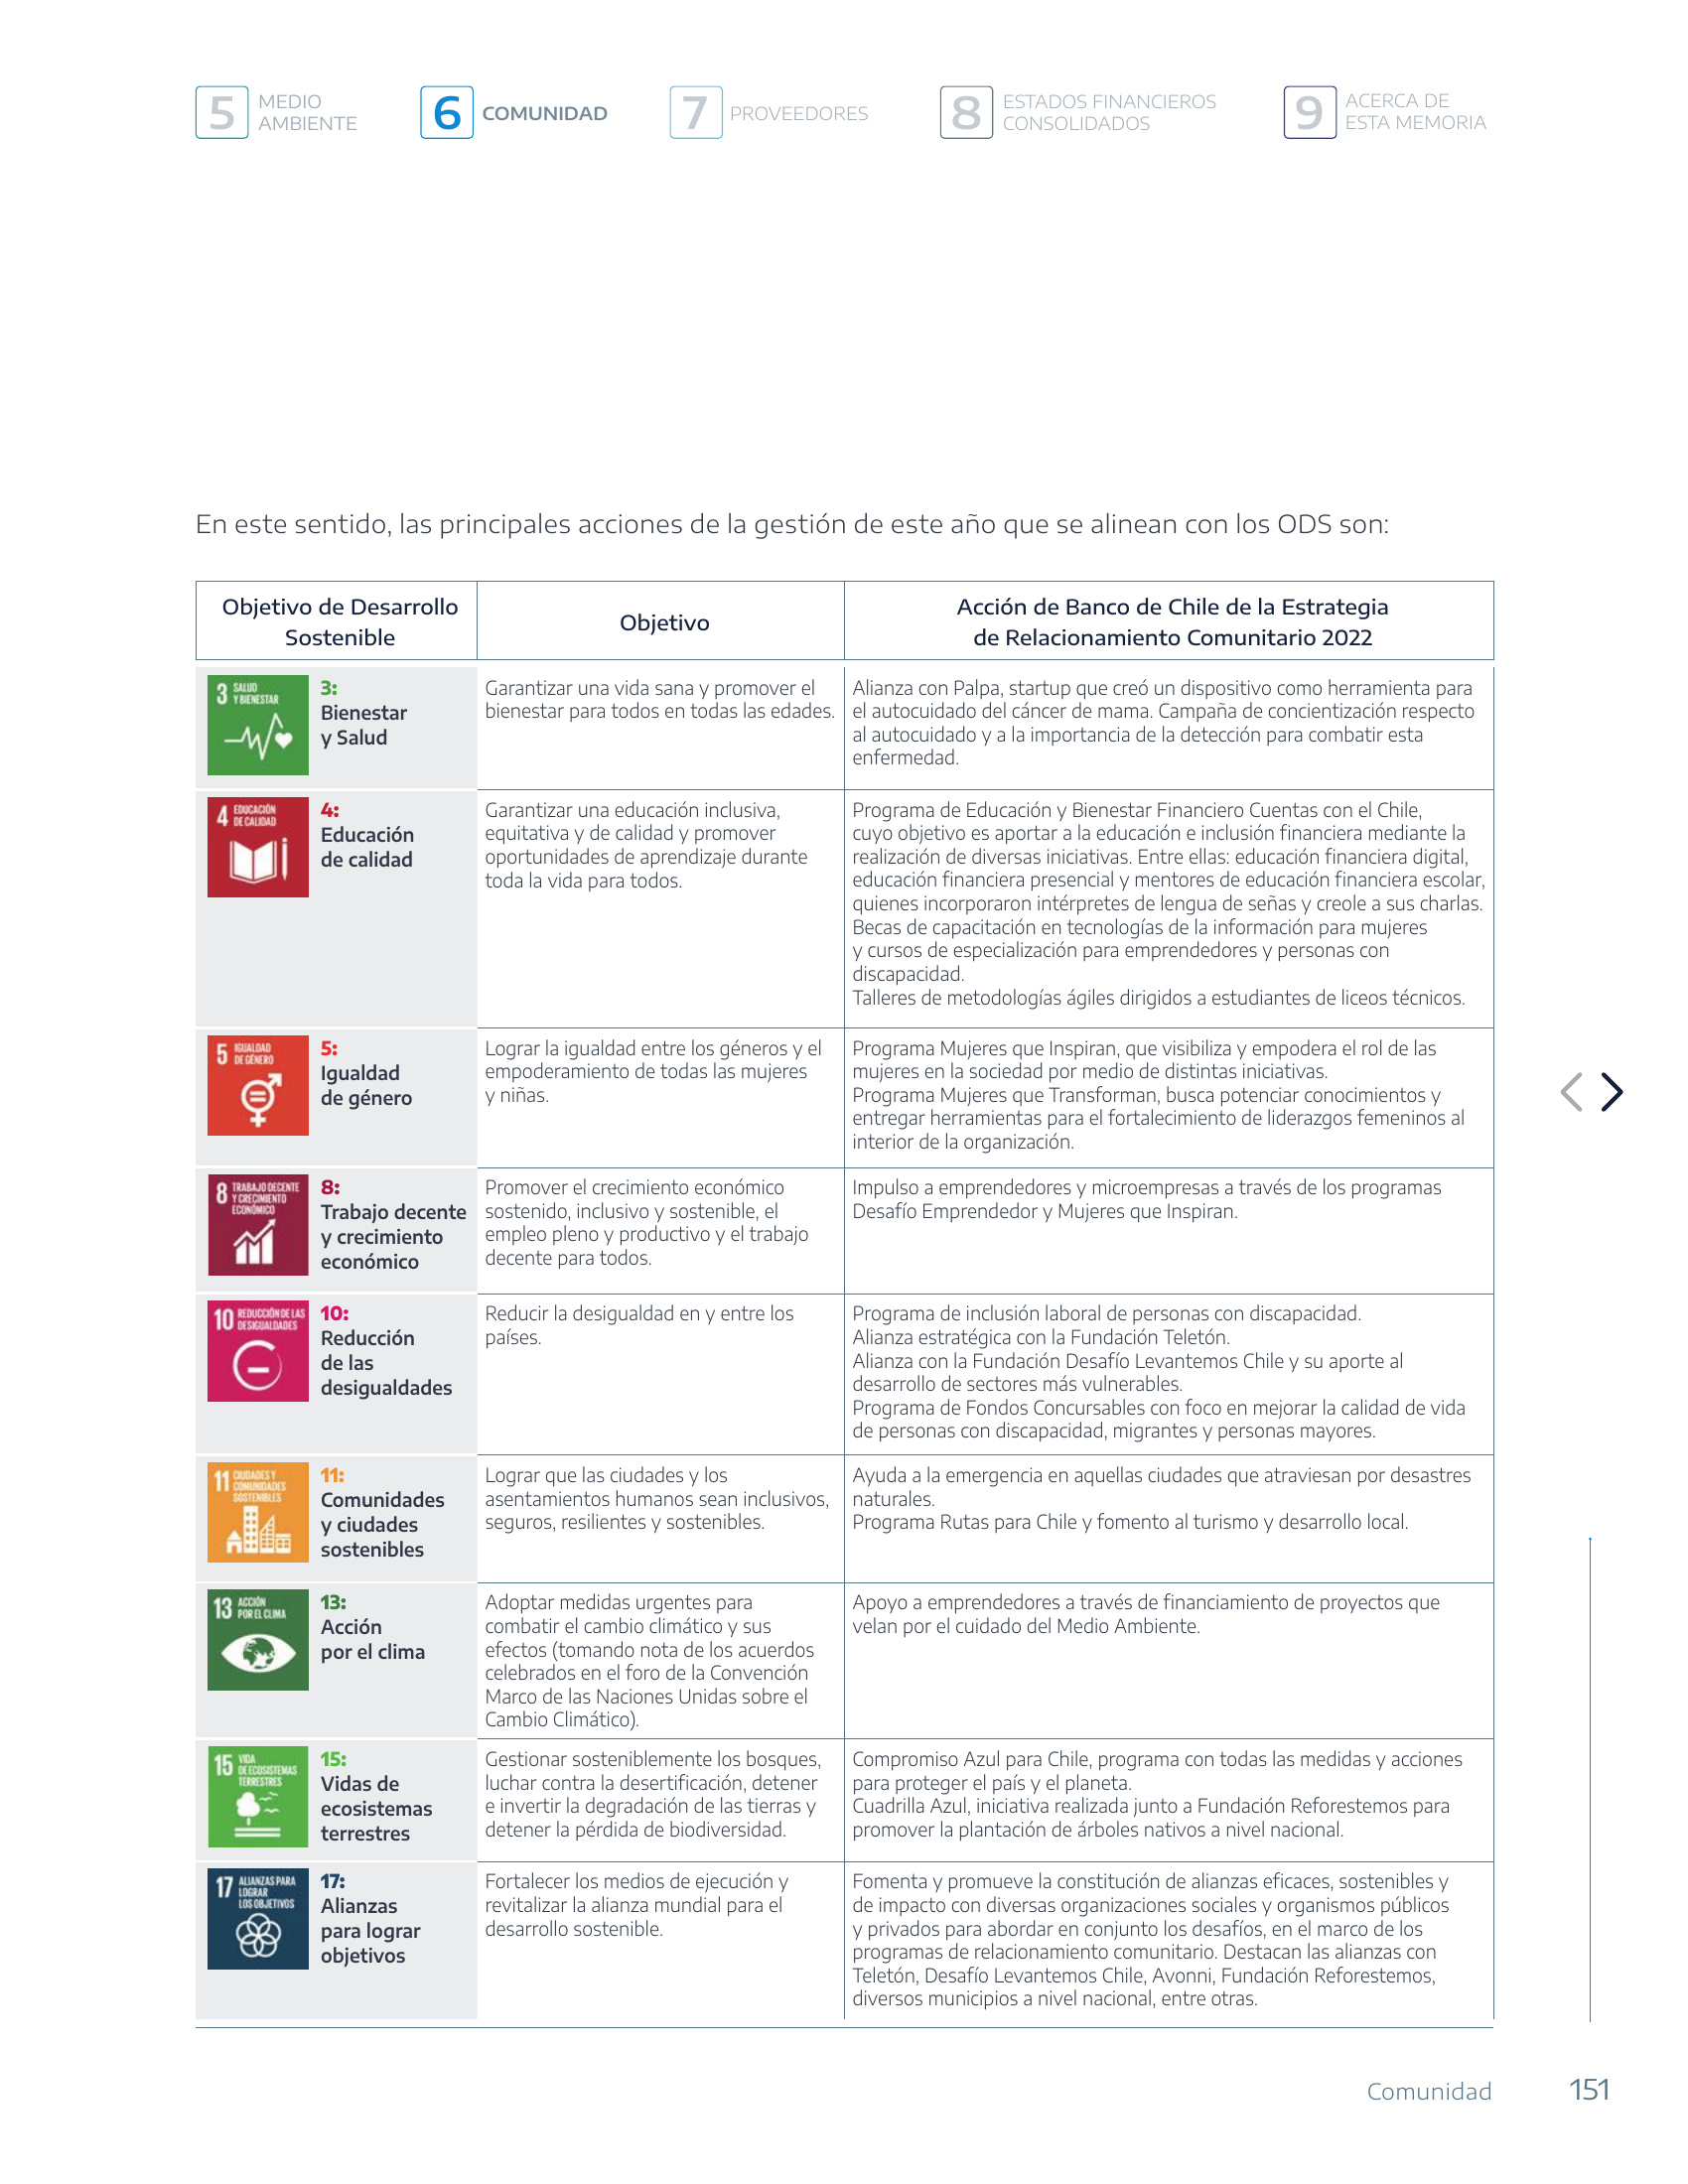 5 MEDIO
AMBIENTE
6 COMUNIDAD
7 PROVEEDORES
8 ESTADOS FINANCIEROS
CONSOLIDADOS
9 ACERCA DE
ESTA MEMORIA
En este sentido, las principales acciones de la gestión de este año que se alinean con los ODS son:
Objetivo de Desarrollo
Sostenible
Objetivo
Acción de Banco de Chile de la Estrategia
de Relacionamiento Comunitario 2022
3 SALUD
Y BIENESTAR
3:
Bienestar
y Salud
Garantizar una vida sana y promover el
bienestar para todos en todas las edades.
Alianza con Palpa, startup que creó un dispositivo como herramienta para
el autocuidado del cáncer de mama. Campaña de concientización respecto
al autocuidado y a la importancia de la detección para combatir esta
enfermedad.
4 EDUCACIÓN
DE CALIDAD
4:
Educación
de calidad
Garantizar una educación inclusiva,
equitativa y de calidad y promover
oportunidades de aprendizaje durante
toda la vida para todos.
Programa de Educación y Bienestar Financiero Cuentas con el Chile,
cuyo objetivo es aportar a la educación e inclusión financiera mediante la
realización de diversas iniciativas. Entre ellas: educación financiera digital,
educación financiera presencial y mentores de educación financiera escolar,
quienes incorporaron intérpretes de lengua de señas y creole a sus charlas.
Becas de capacitación en tecnologías de la información para mujeres
y cursos de especialización para emprendedores y personas con
discapacidad.
Talleres de metodologías ágiles dirigidos a estudiantes de liceos técnicos.
5 IGUALDAD
DE GÉNERO
5:
Igualdad
de género
Lograr la igualdad entre los géneros y el
empoderamiento de todas las mujeres
y niñas.
Programa Mujeres que Inspiran, que visibiliza y empodera el rol de las
mujeres en la sociedad por medio de distintas iniciativas.
Programa Mujeres que Transforman, busca potenciar conocimientos y
entregar herramientas para el fortalecimiento de liderazgos femeninos al
interior de la organización.
8 TRABAJO DECENTE
Y CRECIMIENTO
ECONÓMICO
8:
Trabajo decente
y crecimiento
económico
Promover el crecimiento económico
sostenido, inclusivo y sostenible, el
empleo pleno y productivo y el trabajo
decente para todos.
Impulso a emprendedores y microempresas a través de los programas
Desafío Emprendedor y Mujeres que Inspiran.
10 REDUCCIÓN DE LAS
DESIGUALDADES
10:
Reducción
de las
desigualdades
Reducir la desigualdad en y entre los
países.
Programa de inclusión laboral de personas con discapacidad.
Alianza estratégica con la Fundación Teletón.
Alianza con la Fundación Desafío Levantemos Chile y su aporte al
desarrollo de sectores más vulnerables.
Programa de Fondos Concursables con foco en mejorar la calidad de vida
de personas con discapacidad, migrantes y personas mayores.
11 CIUDADES Y
COMUNIDADES
SOSTENIBLES
11:
Comunidades
y ciudades
sostenibles
Lograr que las ciudades y los
asentamientos humanos sean inclusivos,
seguros, resilientes y sostenibles.
Ayuda a la emergencia en aquellas ciudades que atraviesan por desastres
naturales.
Programa Rutas para Chile y fomento al turismo y desarrollo local.
13 ACCIÓN
POR EL CLIMA
13:
Acción
por el clima
Adoptar medidas urgentes para
combatir el cambio climático y sus
efectos (tomando nota de los acuerdos
celebrados en el foro de la Convención
Marco de las Naciones Unidas sobre el
Cambio Climático).
Apoyo a emprendedores a través de financiamiento de proyectos que
velan por el cuidado del Medio Ambiente.
15 VIDA
DE ECOSISTEMAS
TERRESTRES
15:
Vidas de
ecosistemas
terrestres
Gestionar sosteniblemente los bosques,
luchar contra la desertificación, detener
e invertir la degradación de las tierras y
detener la pérdida de biodiversidad.
Compromiso Azul para Chile, programa con todas las medidas y acciones
para proteger el país y el planeta.
Cuadrilla Azul, iniciativa realizada junto a Fundación Reforestemos para
promover la plantación de árboles nativos a nivel nacional.
17 ALIANZAS PARA
LOGRAR
LOS OBJETIVOS
17:
Alianzas
para lograr
objetivos
Fortalecer los medios de ejecución y
revitalizar la alianza mundial para el
desarrollo sostenible.
Fomenta y promueve la constitución de alianzas eficaces, sostenibles y
de impacto con diversas organizaciones sociales y organismos públicos
y privados para abordar en conjunto los desafíos, en el marco de los
programas de relacionamiento comunitario. Destacan las alianzas con
Teletón, Desafío Levantemos Chile, Avonni, Fundación Reforestemos,
diversos municipios a nivel nacional, entre otras.
Comunidad 151